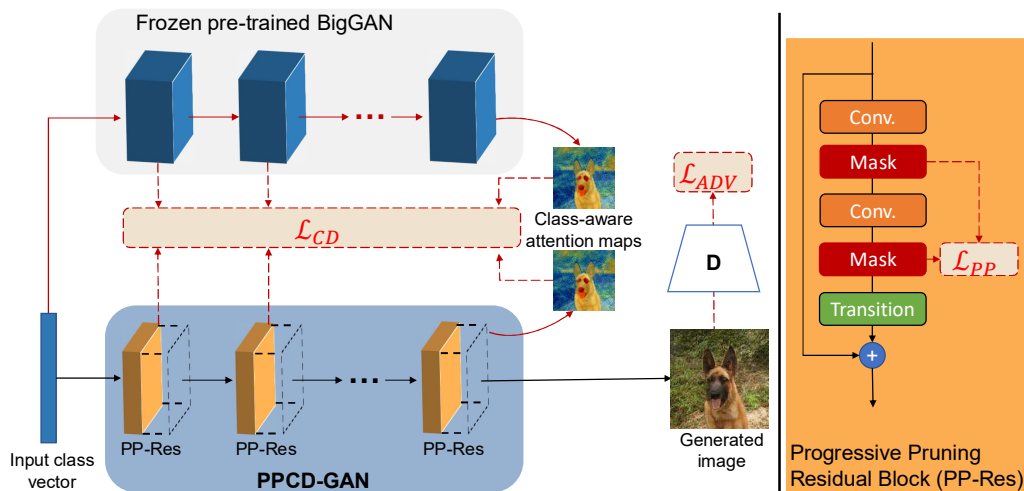 Frozen pre-trained BigGAN
...
ℒ_CD
Class-aware
attention maps
ℒ_ADV
D
Input class
vector
PP-Res
PP-Res
...
PP-Res
PPCD-GAN
Generated
image
Conv.
Mask
Conv.
Mask
ℒ_PP
Transition
+
Progressive Pruning
Residual Block (PP-Res)